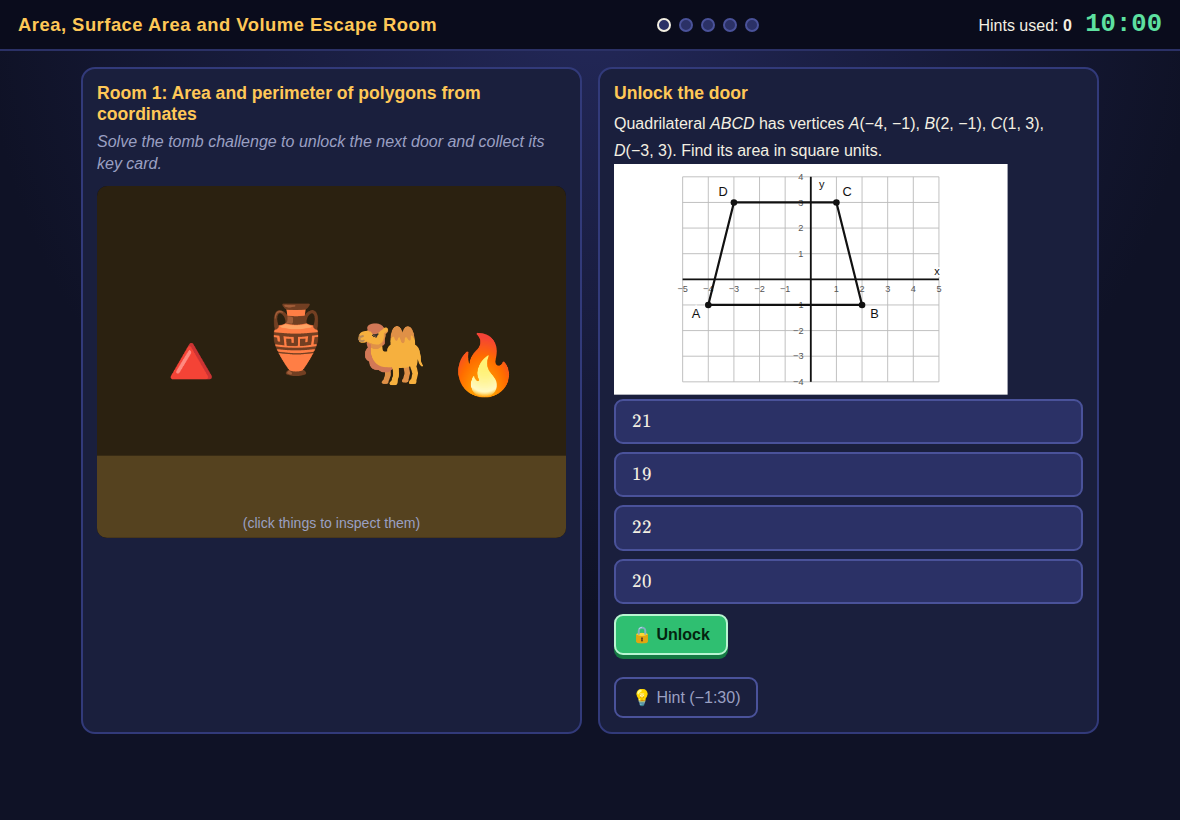 Area, Surface Area and Volume Escape Room
Hints used: 0 10:00
Room 1: Area and perimeter of polygons from
coordinates
Solve the tomb challenge to unlock the next door and collect its
key card.
(click things to inspect them)
Unlock the door
Quadrilateral ABCD has vertices A(−4, −1), B(2, −1), C(1, 3),
D(−3, 3). Find its area in square units.
4
y
D
C
3
2
1
x
−5 −4 −3 −2 −1 1 2 3 4 5
−1
A
B
−2
−3
−4
21
19
22
20
🔒 Unlock
💡 Hint (−1:30)